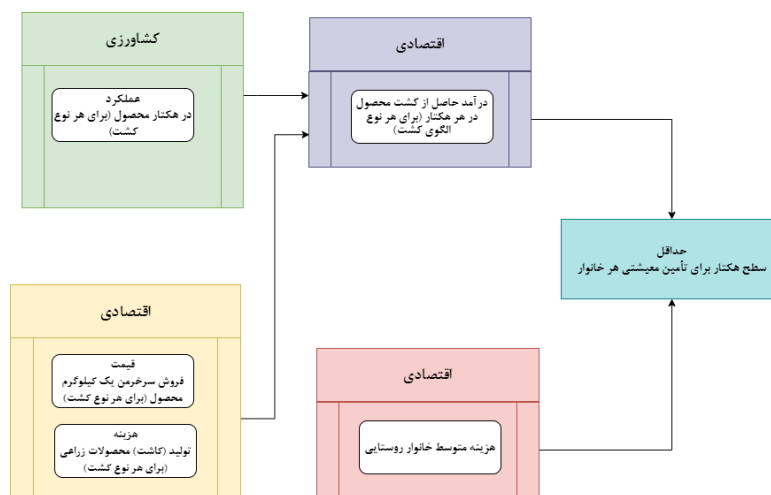 کشاورزی
عملکرد
در هکتار محصول (برای هر نوع
کشت)
اقتصادی
درآمد حاصل از کشت محصول
در هر هکتار (برای هر نوع
الگوی کشت)
حداقل
سطح هکتار برای تأمین معیشتی هر خانوار
اقتصادی
قیمت
فروش سرخرمن یک کیلوگرم
محصول (برای هر نوع کشت)
هزینه
تولید (کاشت) محصولات زراعی
(برای هر نوع کشت)
اقتصادی
هزینه متوسط خانوار روستایی